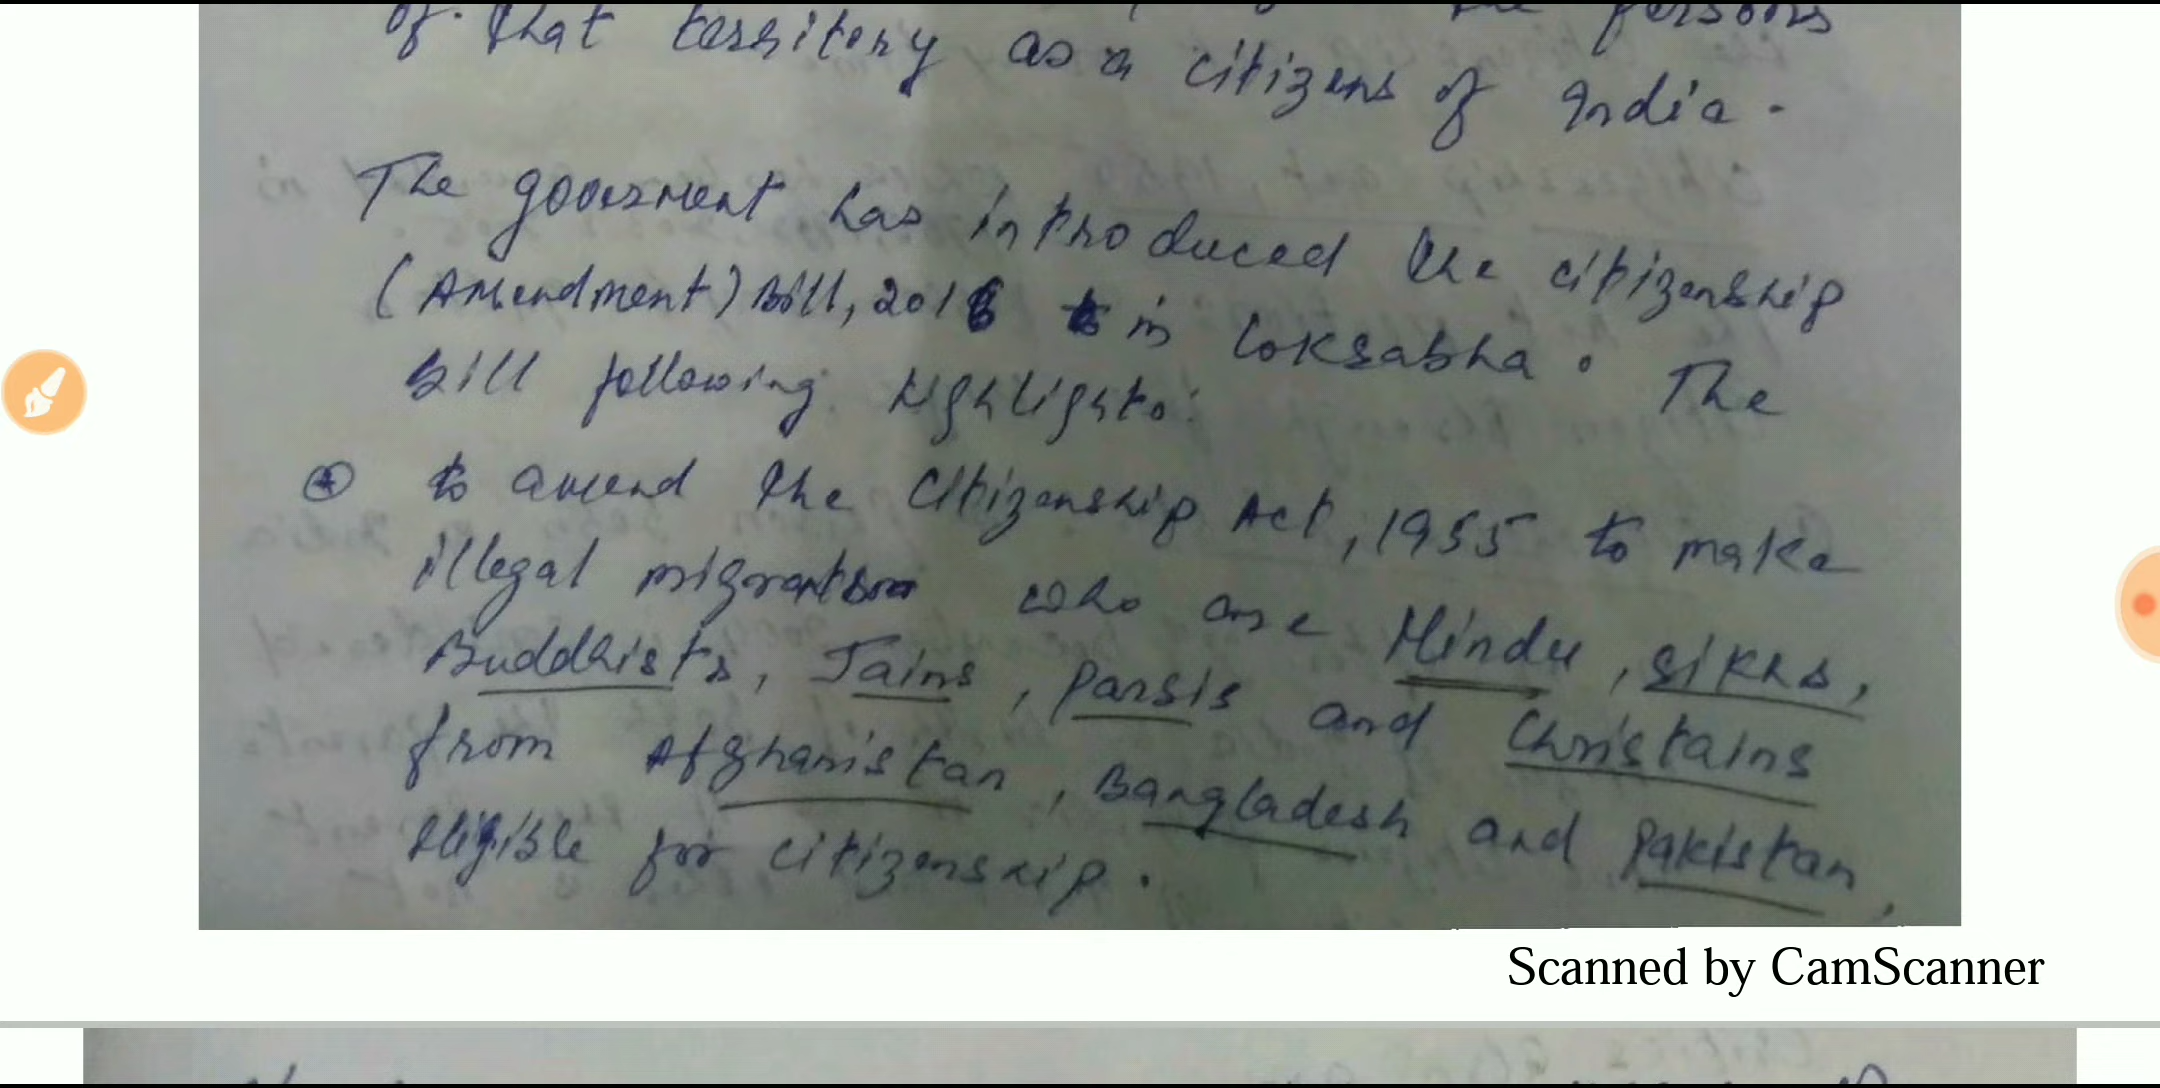 of that territory as a citizens of India.
persons
The goverment has introduced the citizenship
(Amendment) Bill, 2016 in Loksabha. The
bill following highlights:
to amend the Citizenship Act, 1955 to make
illegal migrants who are Hindu, Sikhs,
Buddhists, Jains, Parsis and Christains
from Afghanistan, Bangladesh and Pakistan,
eligible for citizenship.
Scanned by CamScanner